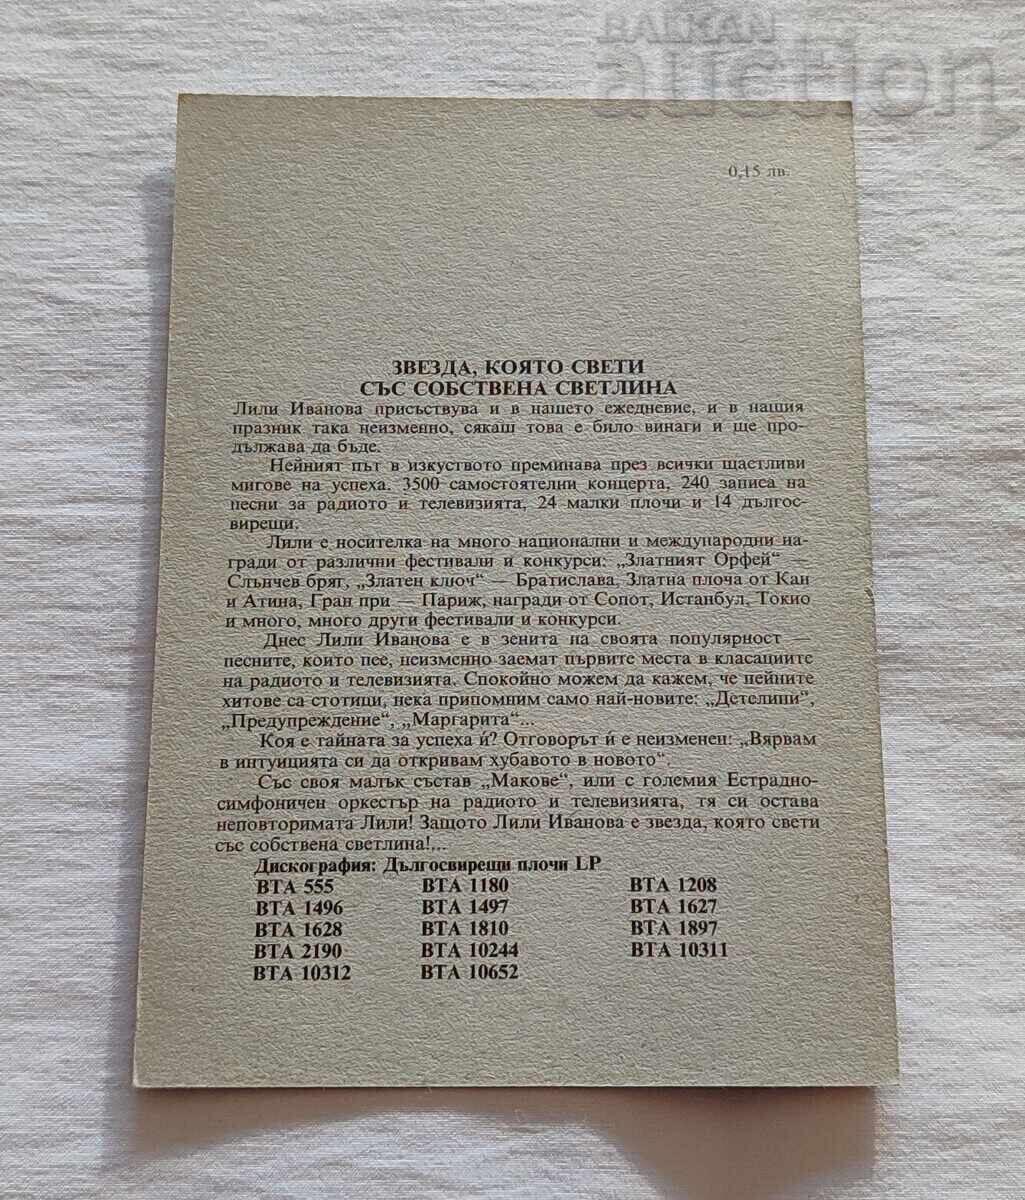 BALKAN
auction
0,15 лв.
ЗВЕЗДА, КОЯТО СВЕТИ
СЪС СОБСТВЕНА СВЕТЛИНА
Лили Иванова присъствува и в нашето ежедневие, и в нашия
празник така неизменно, сякаш това е било винаги и ще про-
дължава да бъде.
Нейният път в изкуството преминава през всички щастливи
мигове на успеха. 3500 самостоятелни концерта, 240 записа на
песни за радиото и телевизията, 24 малки плочи и 14 дългос-
вирещи.
Лили е носителка на много национални и международни на-
гради от различни фестивали и конкурси: „Златният Орфей“ —
Слънчев бряг, „Златен ключ“ — Братислава, Златна плоча от Кан
и Атина, Гран при — Париж, награди от Сопот, Истанбул, Токио
и много, много други фестивали и конкурси.
Днес Лили Иванова е в зенита на своята популярност —
песните, които пее, неизменно заемат първите места в класациите
на радиото и телевизията. Спокойно можем да кажем, че нейните
хитове са стотици, нека припомним само най-новите: „Детелини“,
„Предупреждение“, „Маргарита“...
Коя е тайната за успеха ѝ? Отговорът ѝ е неизменен: „Вярвам
в интуицията си да откривам хубавото в новото“.
Със своя малък състав „Макове“, или с големия Естрадно-
симфоничен оркестър на радиото и телевизията, тя си остава
неповторимата Лили! Защото Лили Иванова е звезда, която свети
със собствена светлина!...
Дискография: Дългосвирещи плочи LP
ВТА 555 ВТА 1180 ВТА 1208
ВТА 1496 ВТА 1497 ВТА 1627
ВТА 1628 ВТА 1810 ВТА 1897
ВТА 2190 ВТА 10244 ВТА 10311
ВТА 10312 ВТА 10652